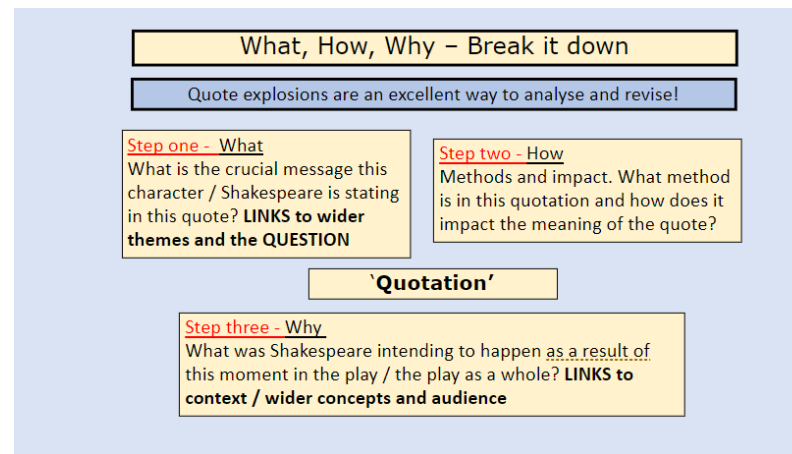 What, How, Why – Break it down
Quote explosions are an excellent way to analyse and revise!
Step one -  What
What is the crucial message this
character / Shakespeare is stating
in this quote? LINKS to wider
themes and the QUESTION
Step two - How
Methods and impact. What method
is in this quotation and how does it
impact the meaning of the quote?
‘Quotation’
Step three - Why
What was Shakespeare intending to happen as a result of
this moment in the play / the play as a whole? LINKS to
context / wider concepts and audience